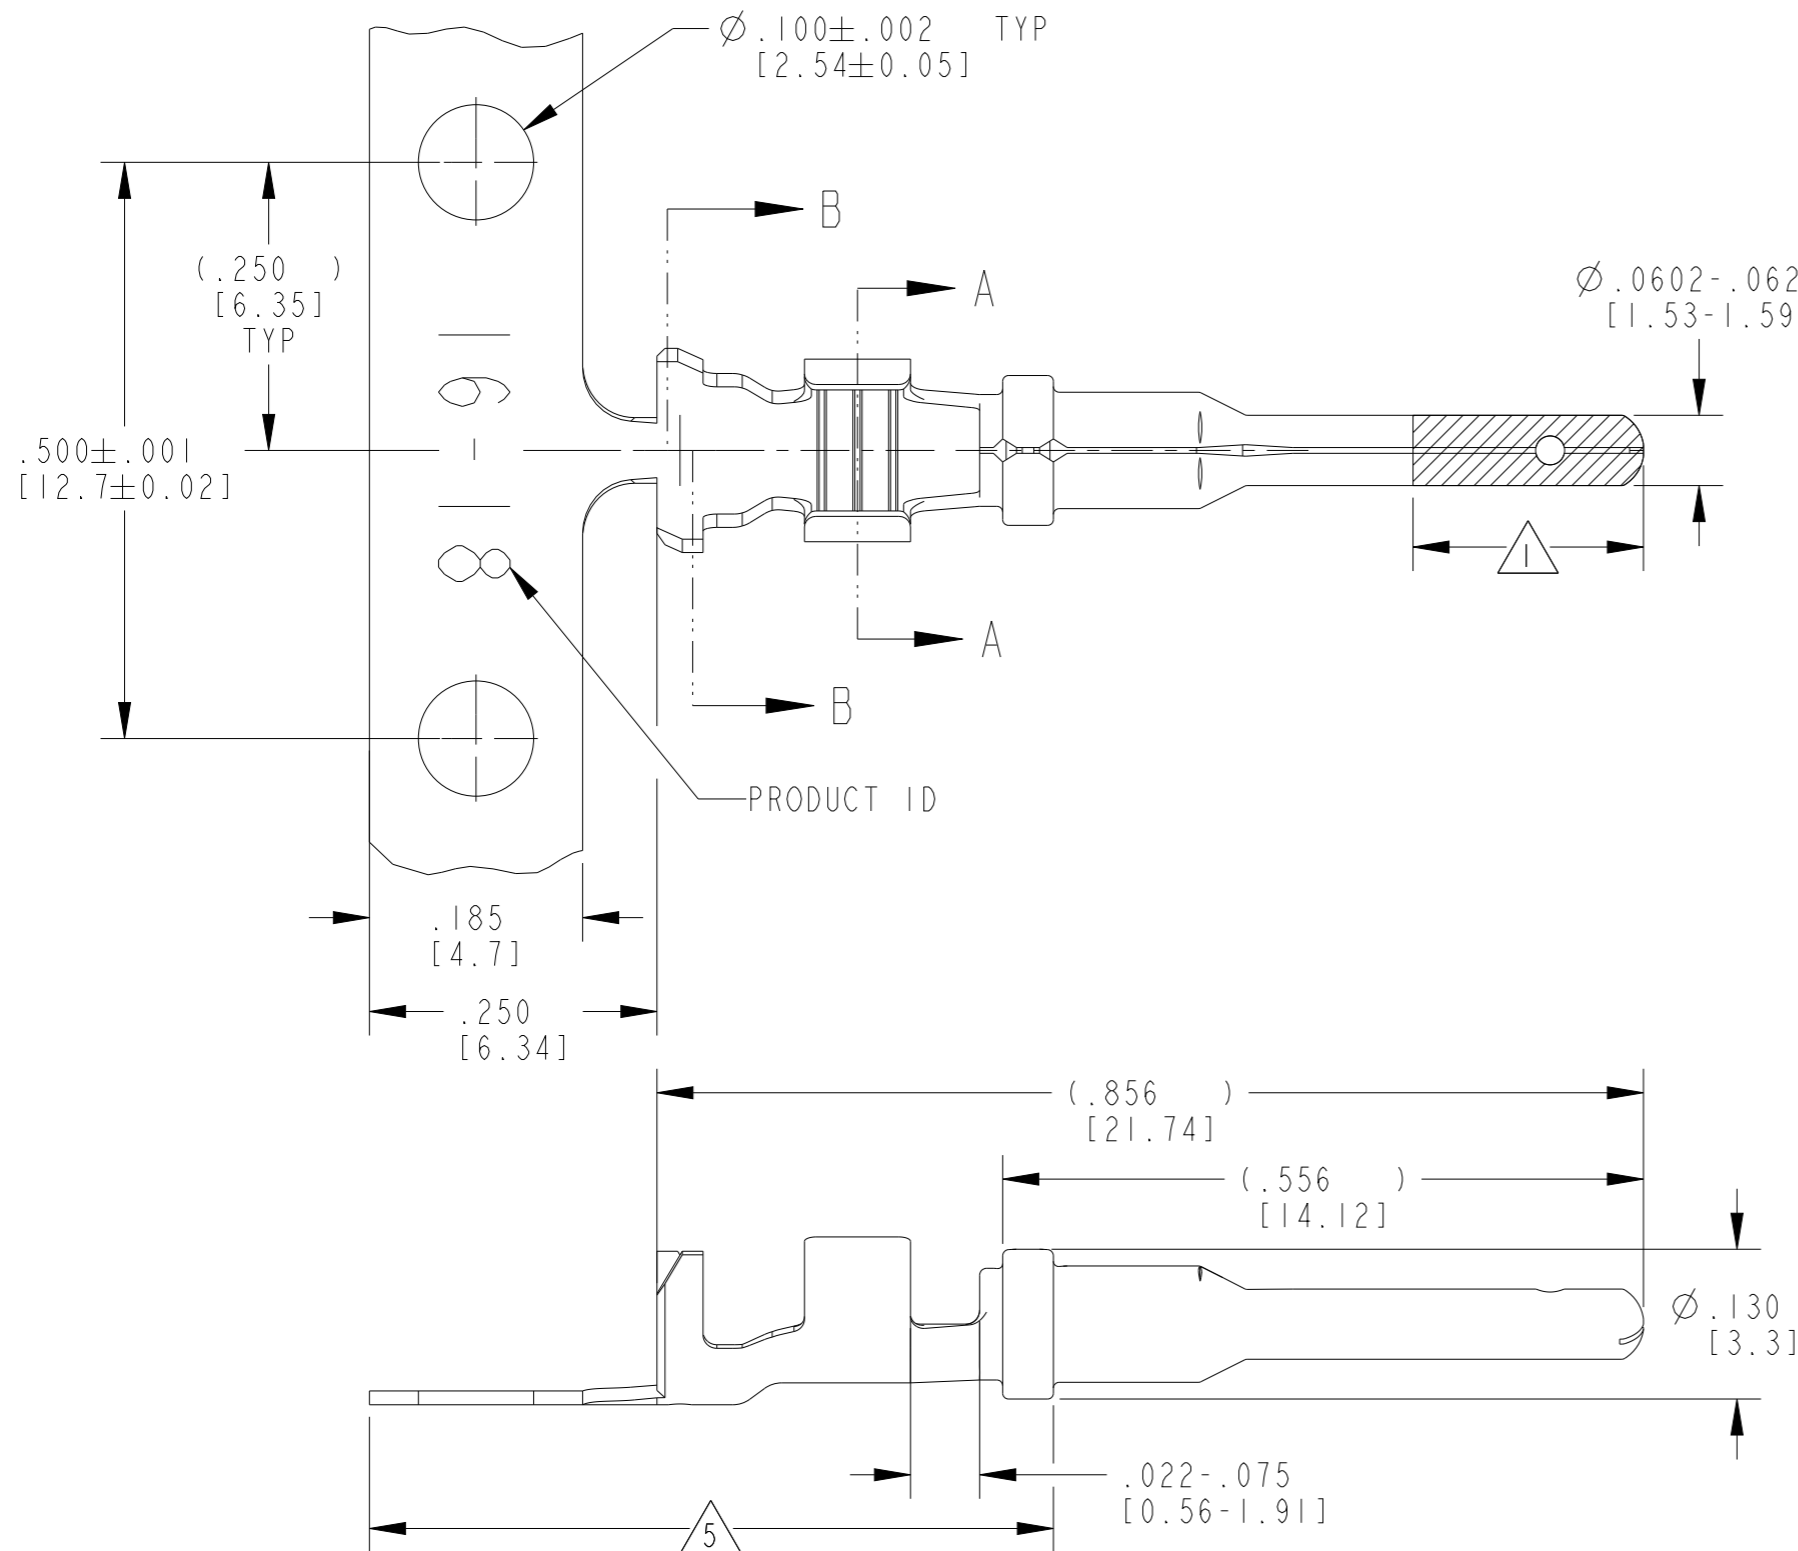 Ø.100±.002 TYP
[2.54±0.05]
B
(.250 )
[6.35]
TYP
A
Ø.0602-.062
[1.53-1.59
16-18
.500±.001
[12.7±0.02]
1
A
B
PRODUCT ID
.185
[4.7]
.250
[6.34]
(.856 )
[21.74]
(.556 )
[14.12]
Ø.130
[3.3]
.022-.075
[0.56-1.91]
5